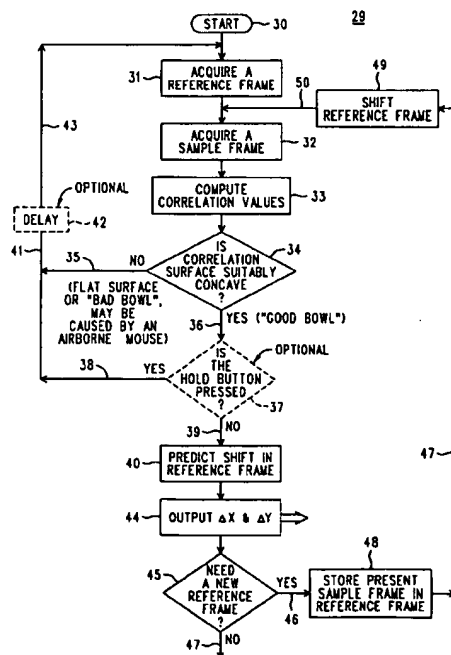 START
30
29
31
ACQUIRE A
REFERENCE FRAME
50
49
SHIFT
REFERENCE FRAME
43
ACQUIRE A
SAMPLE FRAME
32
OPTIONAL
COMPUTE
CORRELATION VALUES
33
DELAY
42
41
35
NO
IS
CORRELATION
SURFACE SUITABLY
CONCAVE
?
34
(FLAT SURFACE
OR "BAD BOWL",
MAY BE
CAUSED BY AN
AIRBORNE MOUSE)
36
YES ("GOOD BOWL")
OPTIONAL
38
YES
IS
THE
HOLD BUTTON
PRESSED
?
37
39
NO
40
PREDICT SHIFT IN
REFERENCE FRAME
47
44
OUTPUT ΔX & ΔY
45
NEED
A NEW
REFERENCE
FRAME
?
YES
46
48
STORE PRESENT
SAMPLE FRAME IN
REFERENCE FRAME
47
NO